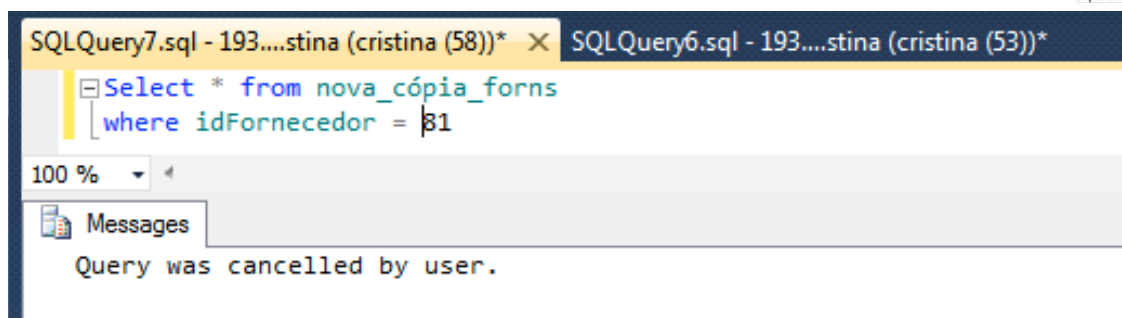 SQLQuery7.sql - 193....stina (cristina (58))* × SQLQuery6.sql - 193....stina (cristina (53))*
Select * from nova_cópia_forns
where idFornecedor = 81
100 %
Messages
Query was cancelled by user.